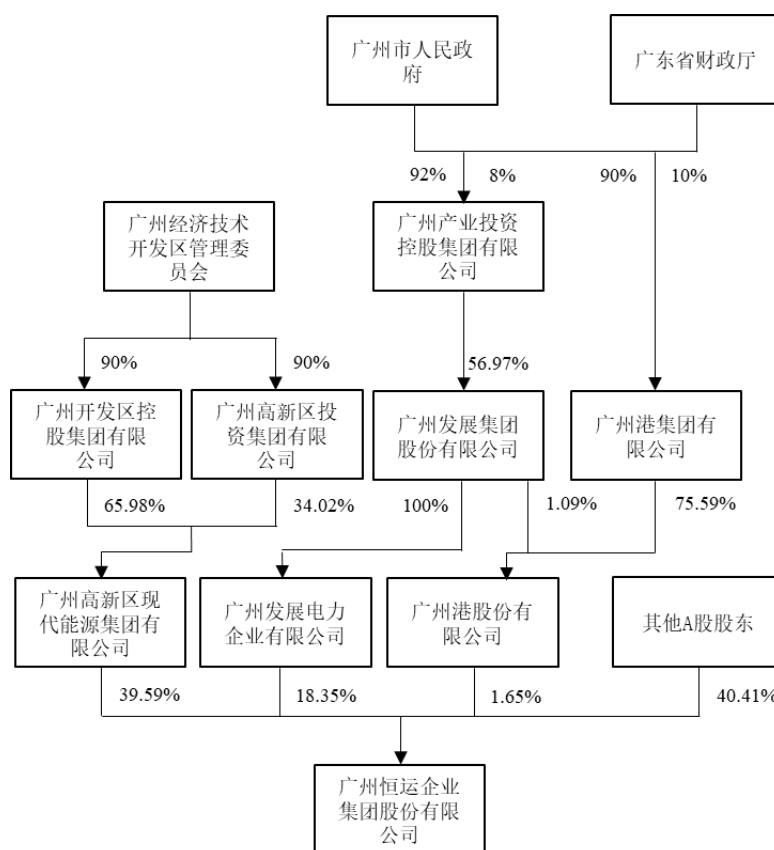 广州市人民政
府
广东省财政厅
92%
8%
90%
10%
广州经济技术
开发区管理委
员会
广州产业投资
控股集团有限
公司
90%
90%
56.97%
广州开发区控
股集团有限
公司
广州高新区投
资集团有限
公司
广州发展集团
股份有限公司
广州港集团有
限公司
65.98%
34.02%
100%
1.09%
75.59%
广州高新区现
代能源集团有
限公司
广州发展电力
企业有限公司
广州港股份有
限公司
其他A股股东
39.59%
18.35%
1.65%
40.41%
广州恒运企业
集团股份有限
公司